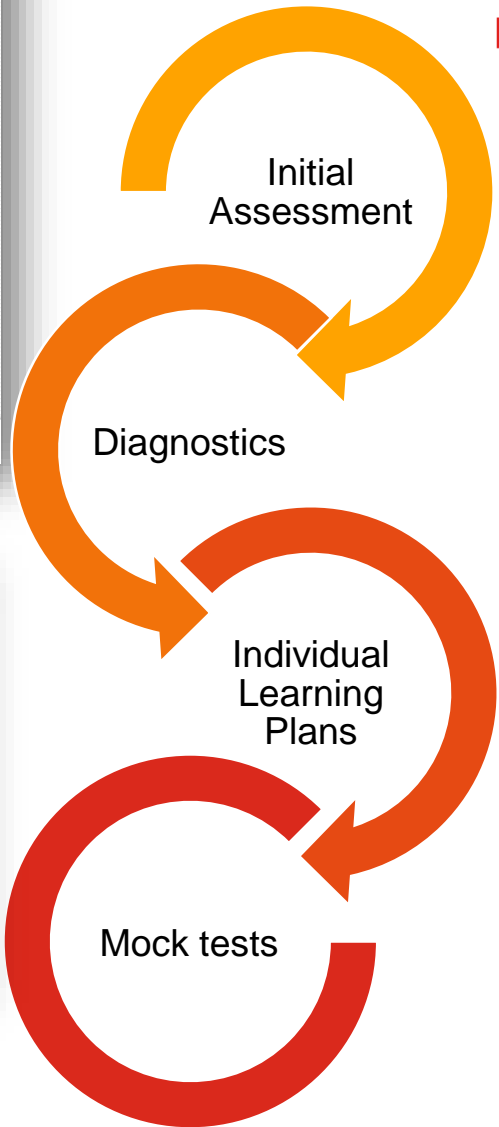 Initial
Assessment
Diagnostics
Individual
Learning
Plans
Mock tests